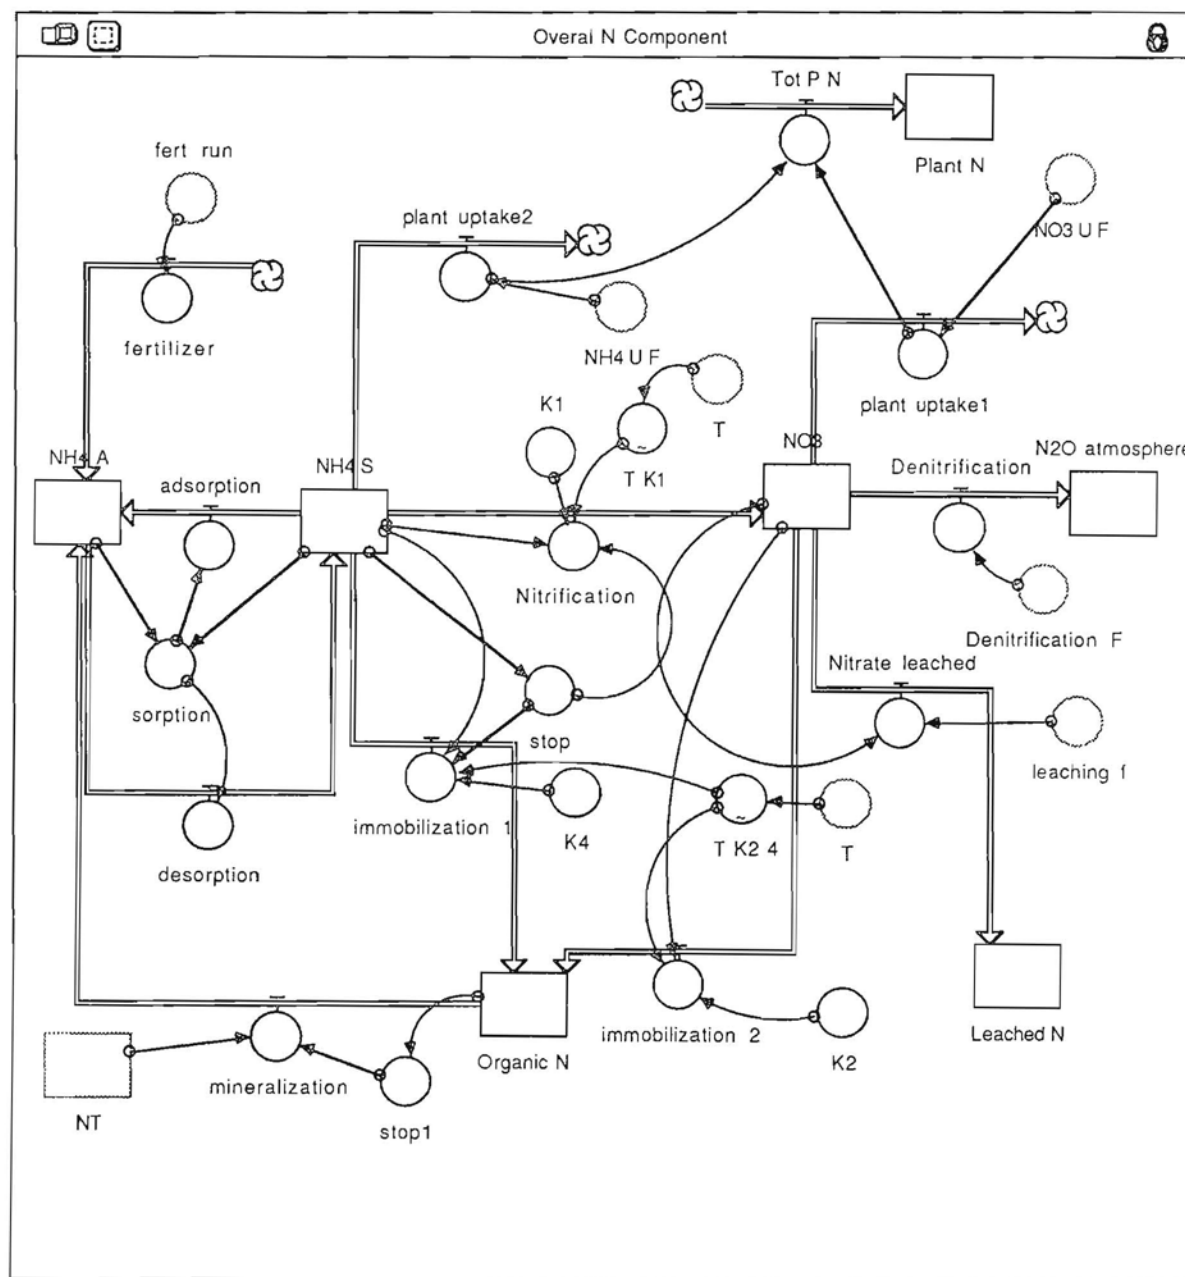 Overal N Component
Tot P N
fert run
Plant N
plant uptake2
NO3 U F
fertilizer
NH4 U F
K1
T
plant uptake1
NH4 A
NH4 S
T K1
NO3
N2O atmosphere
adsorption
Denitrification
Nitrification
Denitrification F
Nitrate leached
sorption
stop
leaching f
immobilization 1
K4
T K2 4
T
desorption
~
~
Organic N
immobilization 2
K2
Leached N
mineralization
NT
stop1